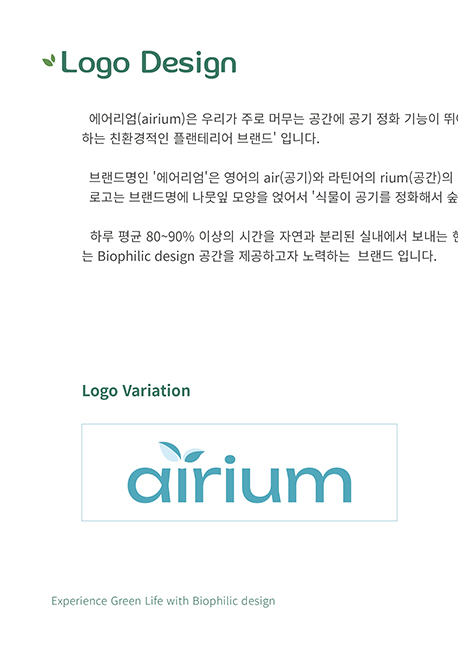 Logo Design
에어리엄(airium)은 우리가 주로 머무는 공간에 공기 정화 기능이
하는 친환경적인 플랜테리어 브랜드' 입니다.
브랜드명인 '에어리엄'은 영어의 air(공기)와 라틴어의 rium(공간)의
로고는 브랜드명에 나뭇잎 모양을 얹어서 '식물이 공기를 정화해서
하루 평균 80~90% 이상의 시간을 자연과 분리된 실내에서 보내는
는 Biophilic design 공간을 제공하고자 노력하는 브랜드 입니다.
Logo Variation
airium
Experience Green Life with Biophilic design